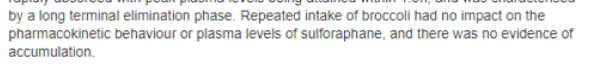 rapidly absorbed with peak plasma levels being attained within 1.6h, and was characterised
by a long terminal elimination phase. Repeated intake of broccoli had no impact on the
pharmacokinetic behaviour or plasma levels of sulforaphane, and there was no evidence of
accumulation.